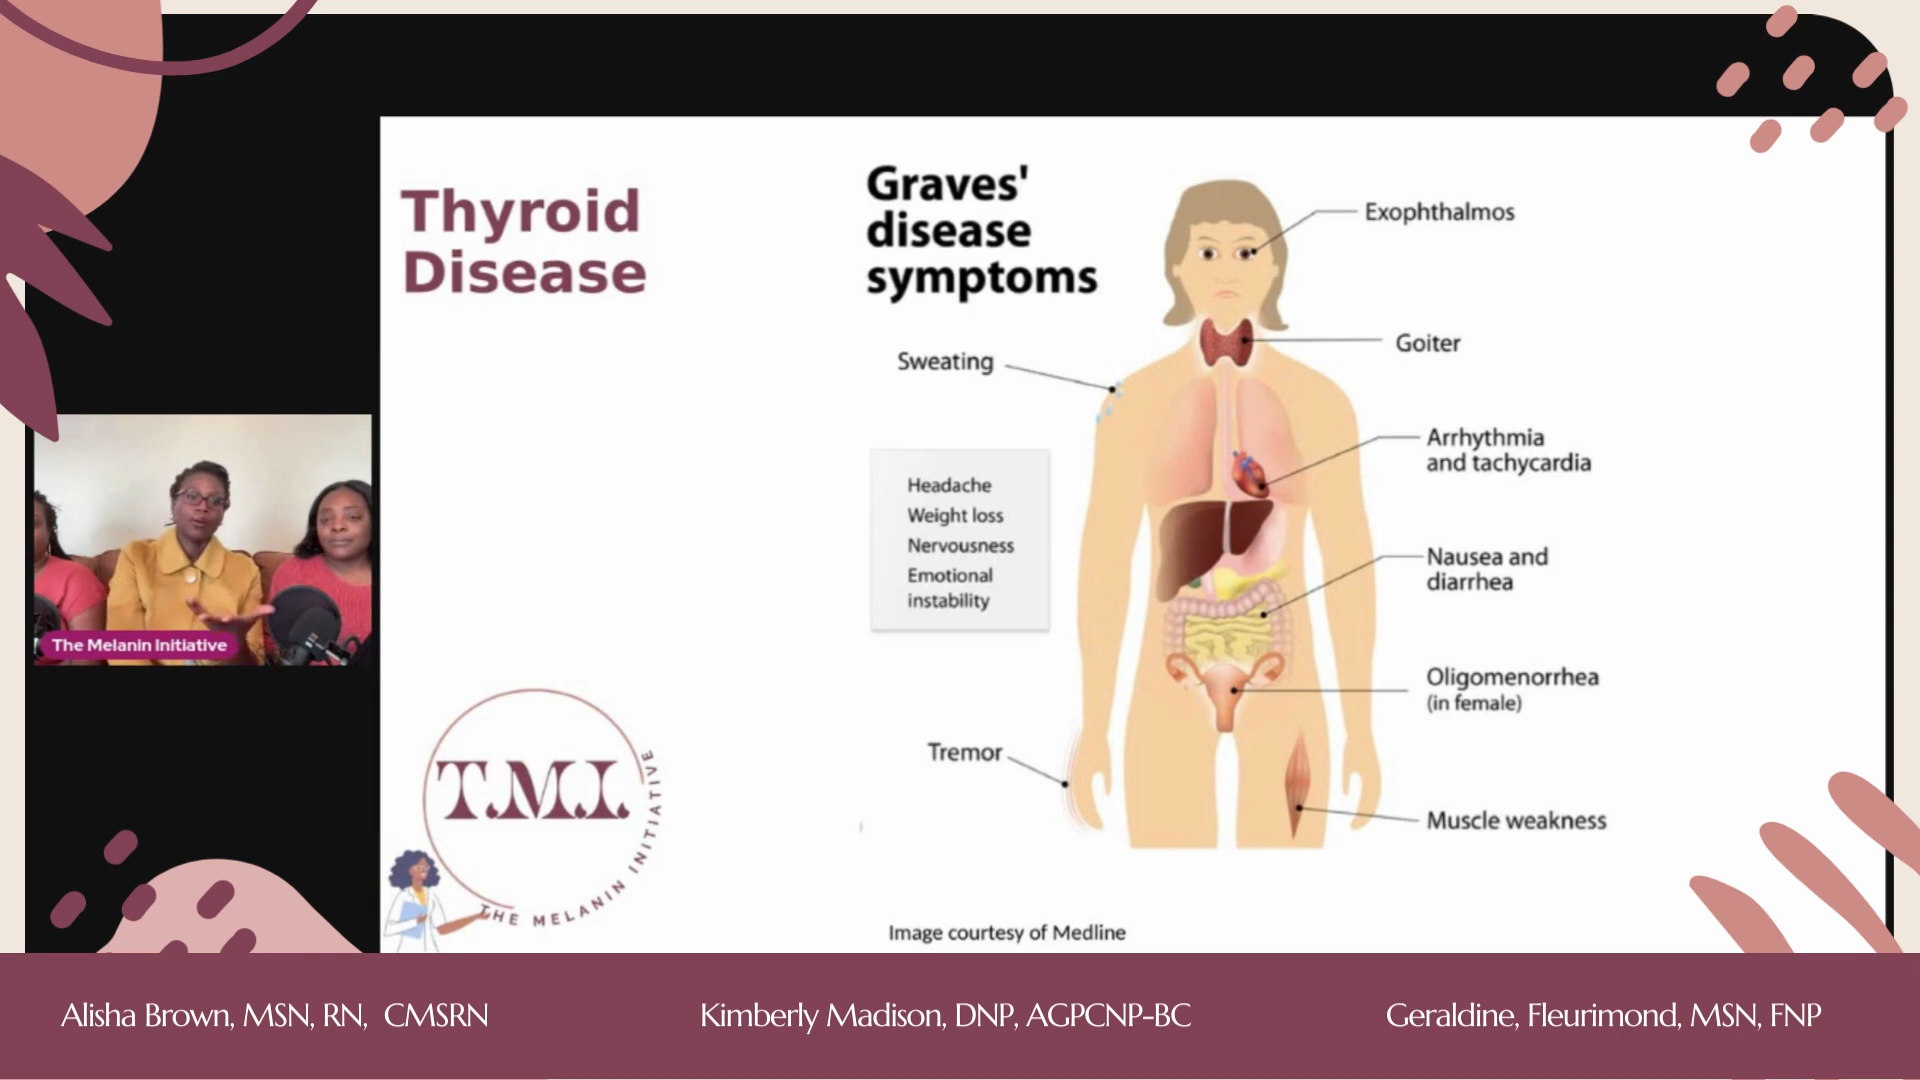 Thyroid
Disease
Graves'
disease
symptoms
Exophthalmos
Goiter
Sweating
Arrhythmia
and tachycardia
Headache
Weight loss
Nervousness
Emotional
instability
Nausea and
diarrhea
Oligomenorrhea
(in female)
Tremor
Muscle weakness
The Melanin Initiative
T.M.I.
THE MELANIN INITIATIVE
Image courtesy of Medline
Alisha Brown, MSN, RN,  CMSRN
Kimberly Madison, DNP, AGPCNP-BC
Geraldine, Fleurimond, MSN, FNP